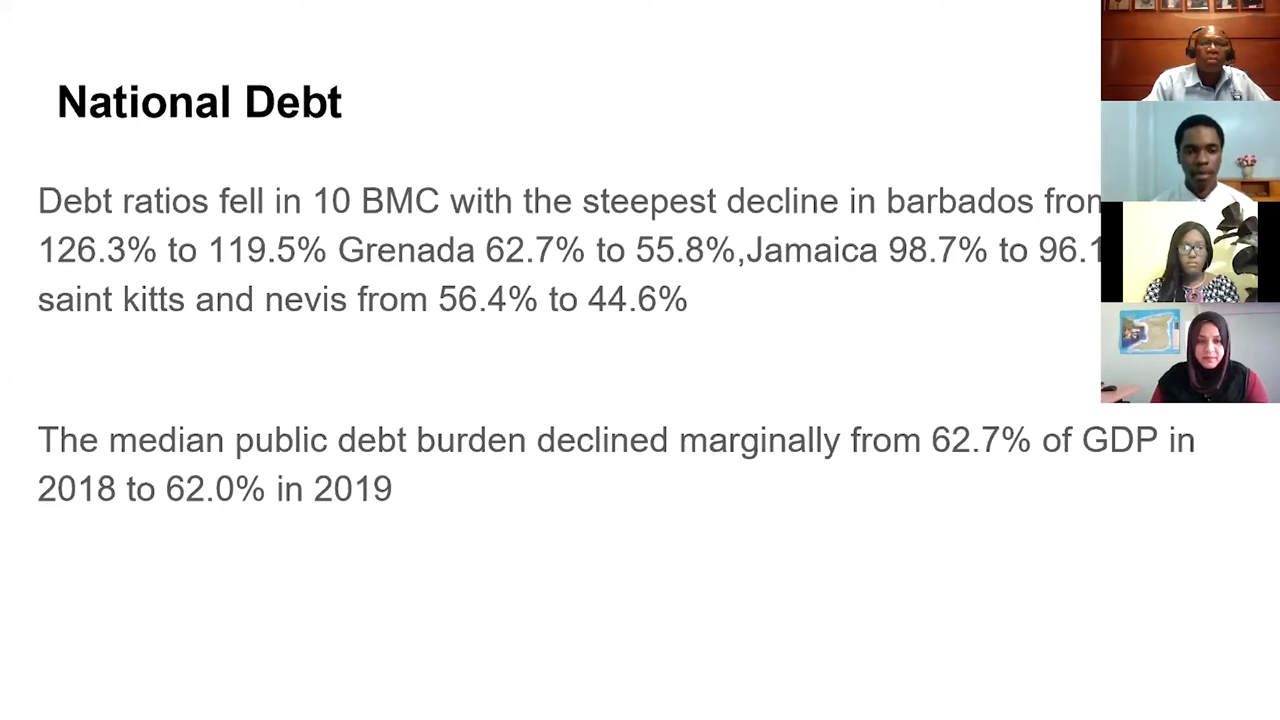 National Debt
Debt ratios fell in 10 BMC with the steepest decline in barbados
126.3% to 119.5% Grenada 62.7% to 55.8%,Jamaica 98.7% to 96.1
saint kitts and nevis from 56.4% to 44.6%
The median public debt burden declined marginally from 62.7% of GDP in
2018 to 62.0% in 2019